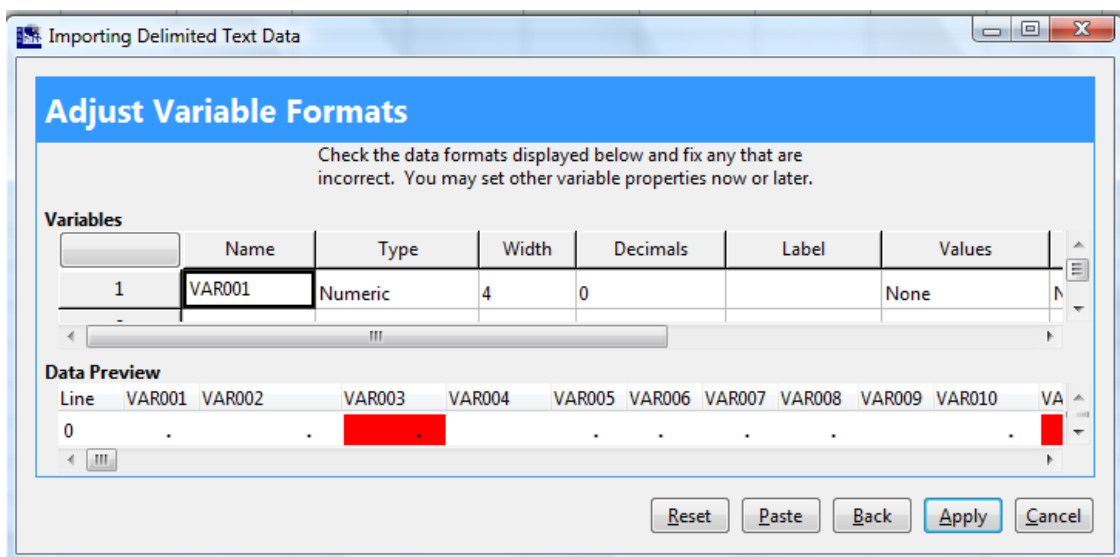 Importing Delimited Text Data
Adjust Variable Formats
Check the data formats displayed below and fix any that are
incorrect. You may set other variable properties now or later.
Variables
Name Type Width Decimals Label Values
1 VAR001 Numeric 4 0 None N
Data Preview
Line VAR001 VAR002 VAR003 VAR004 VAR005 VAR006 VAR007 VAR008 VAR009 VAR010 VA
0 . . . . . . . .
Reset Paste Back Apply Cancel